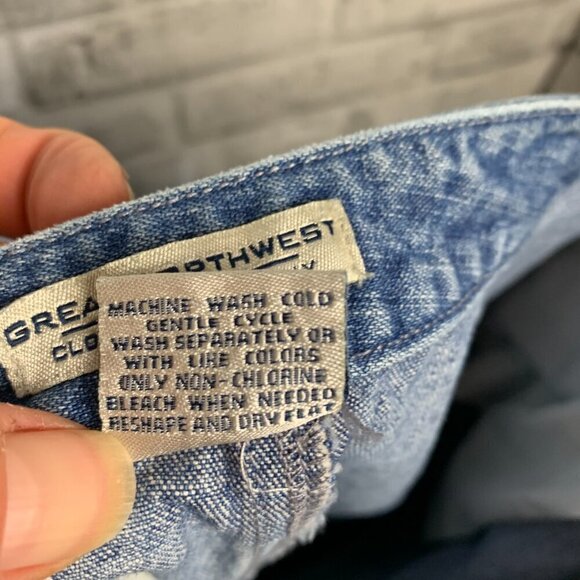 GREA RTHWEST
CLO Y
MACHINE WASH COLD
GENTLE CYCLE
WASH SEPARATELY OR
WITH LIKE COLORS
ONLY NON-CHLORINE
BLEACH WHEN NEEDED
RESHAPE AND DRY FLAT